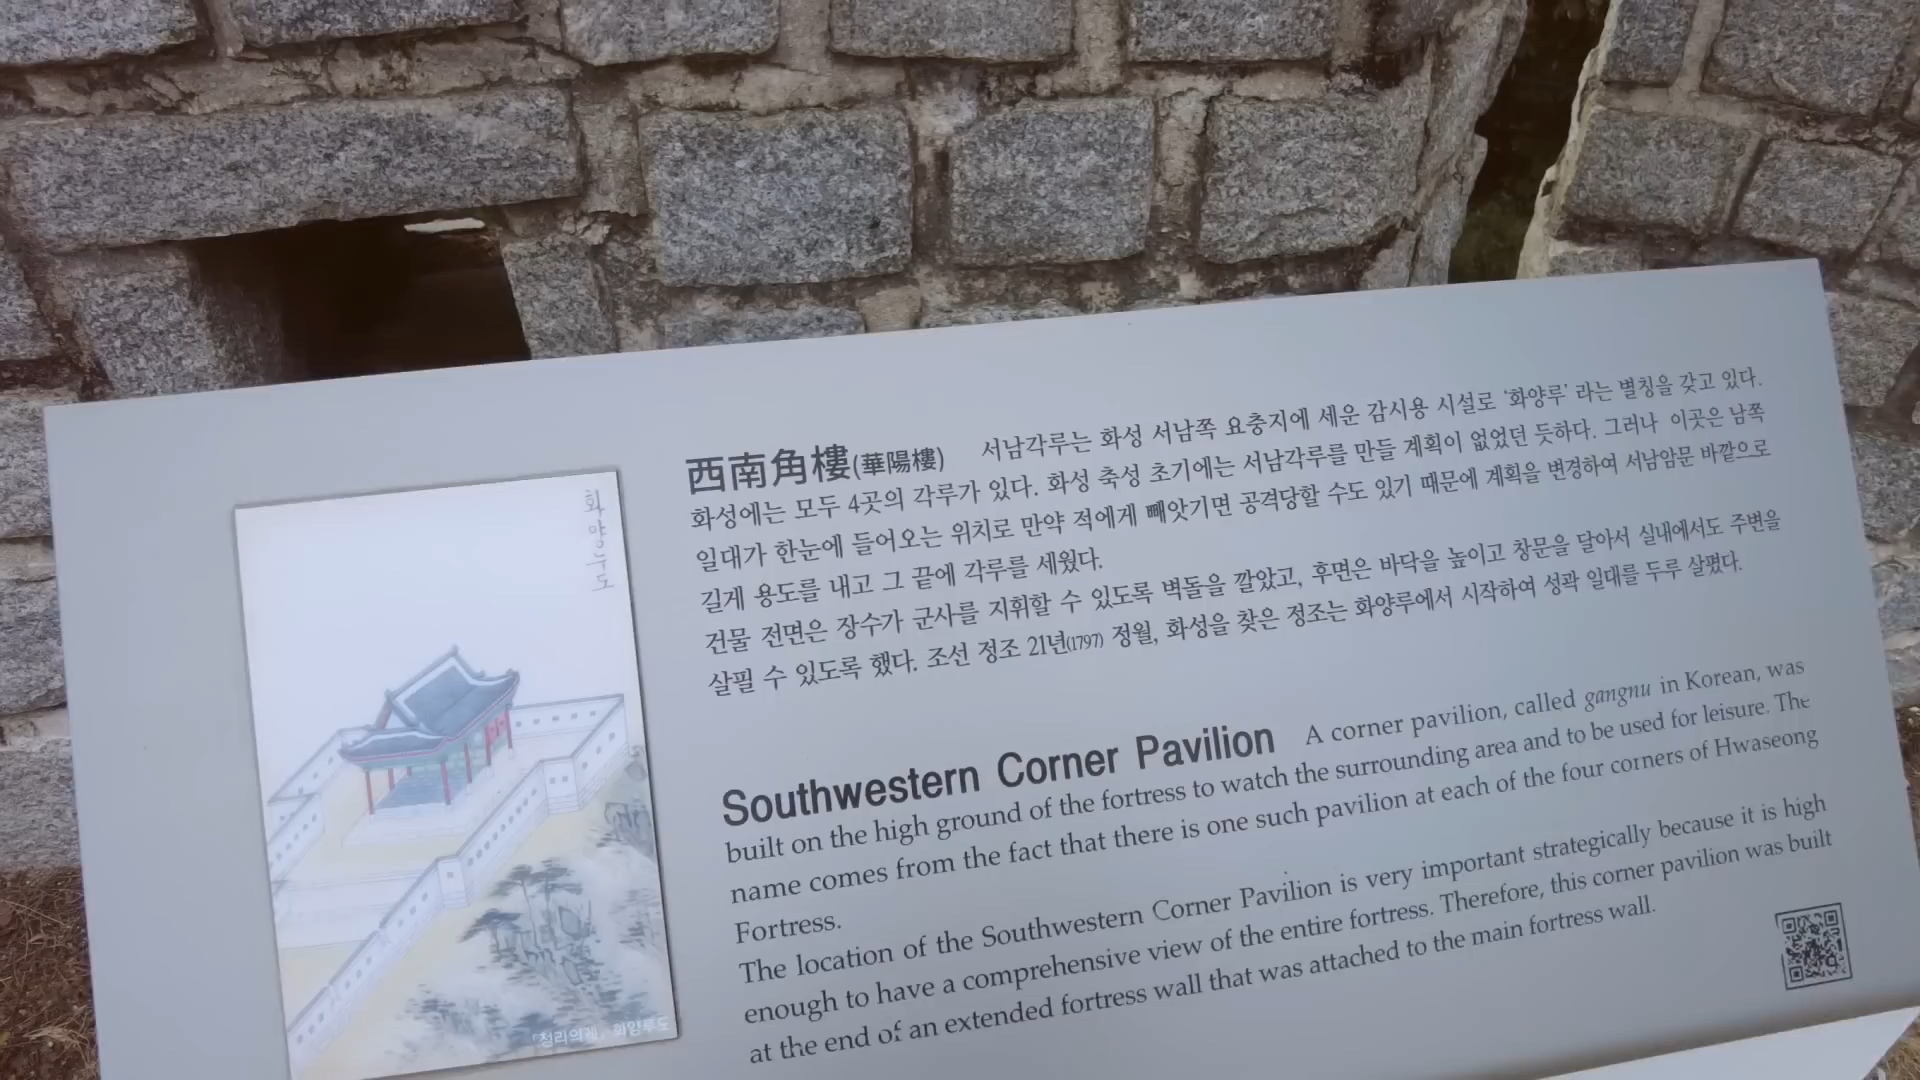 화양누도
「정리의궤」 화양루도
西南角樓(華陽樓) 서남각루는 화성 서남쪽 요충지에 세운 감시용 시설로 ‘화양루’ 라는 별칭을 갖고 있다.
화성에는 모두 4곳의 각루가 있다. 화성 축성 초기에는 서남각루를 만들 계획이 없었던 듯하다. 그러나 이곳은 남쪽
일대가 한눈에 들어오는 위치로 만약 적에게 빼앗기면 공격당할 수도 있기 때문에 계획을 변경하여 서남암문 바깥으로
길게 용도를 내고 그 끝에 각루를 세웠다.
건물 전면은 장수가 군사를 지휘할 수 있도록 벽돌을 깔았고, 후면은 바닥을 높이고 창문을 달아서 실내에서도 주변을
살필 수 있도록 했다. 조선 정조 21년(1797) 정월, 화성을 찾은 정조는 화양루에서 시작하여 성곽 일대를 두루 살폈다.
Southwestern Corner Pavilion A corner pavilion, called gangnu in Korean, was
built on the high ground of the fortress to watch the surrounding area and to be used for leisure. The
name comes from the fact that there is one such pavilion at each of the four corners of Hwaseong
Fortress.
The location of the Southwestern Corner Pavilion is very important strategically because it is high
enough to have a comprehensive view of the entire fortress. Therefore, this corner pavilion was built
at the end of an extended fortress wall that was attached to the main fortress wall.